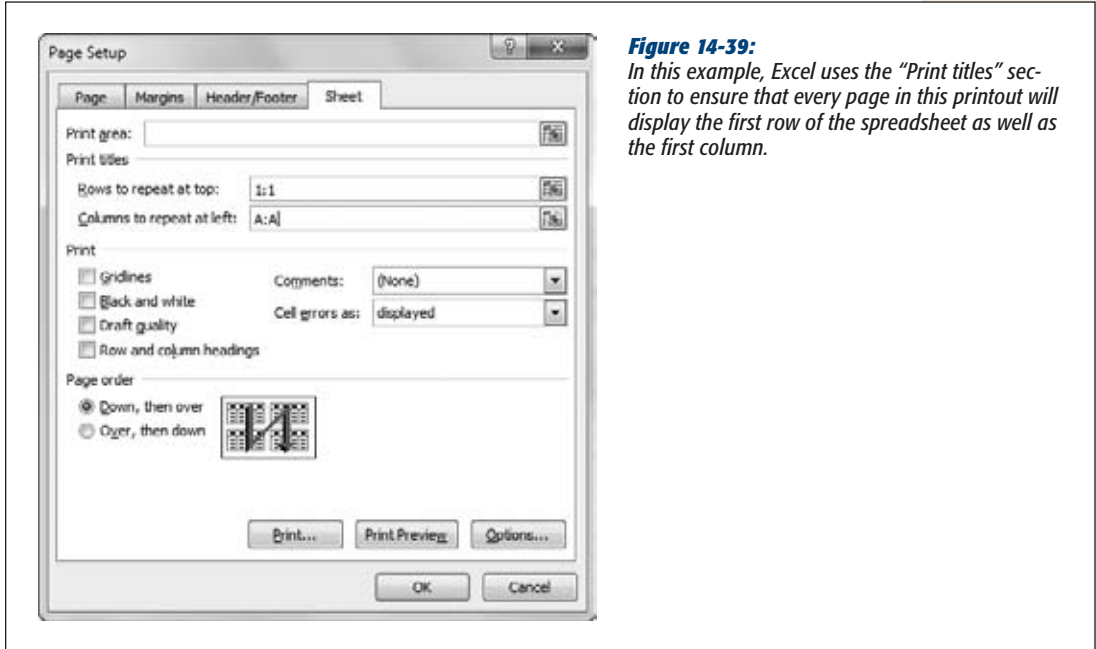 Page Setup
Page
Margins
Header/Footer
Sheet
Print area:
Print titles
Rows to repeat at top:
1:1
Columns to repeat at left:
A:A
Print
Gridlines
Black and white
Draft quality
Row and column headings
Comments:
(None)
Cell errors as:
displayed
Page order
Down, then over
Over, then down
Print...
Print Preview
Options...
OK
Cancel
Figure 14-39:
In this example, Excel uses the “Print titles” sec-
tion to ensure that every page in this printout will
display the first row of the spreadsheet as well as
the first column.